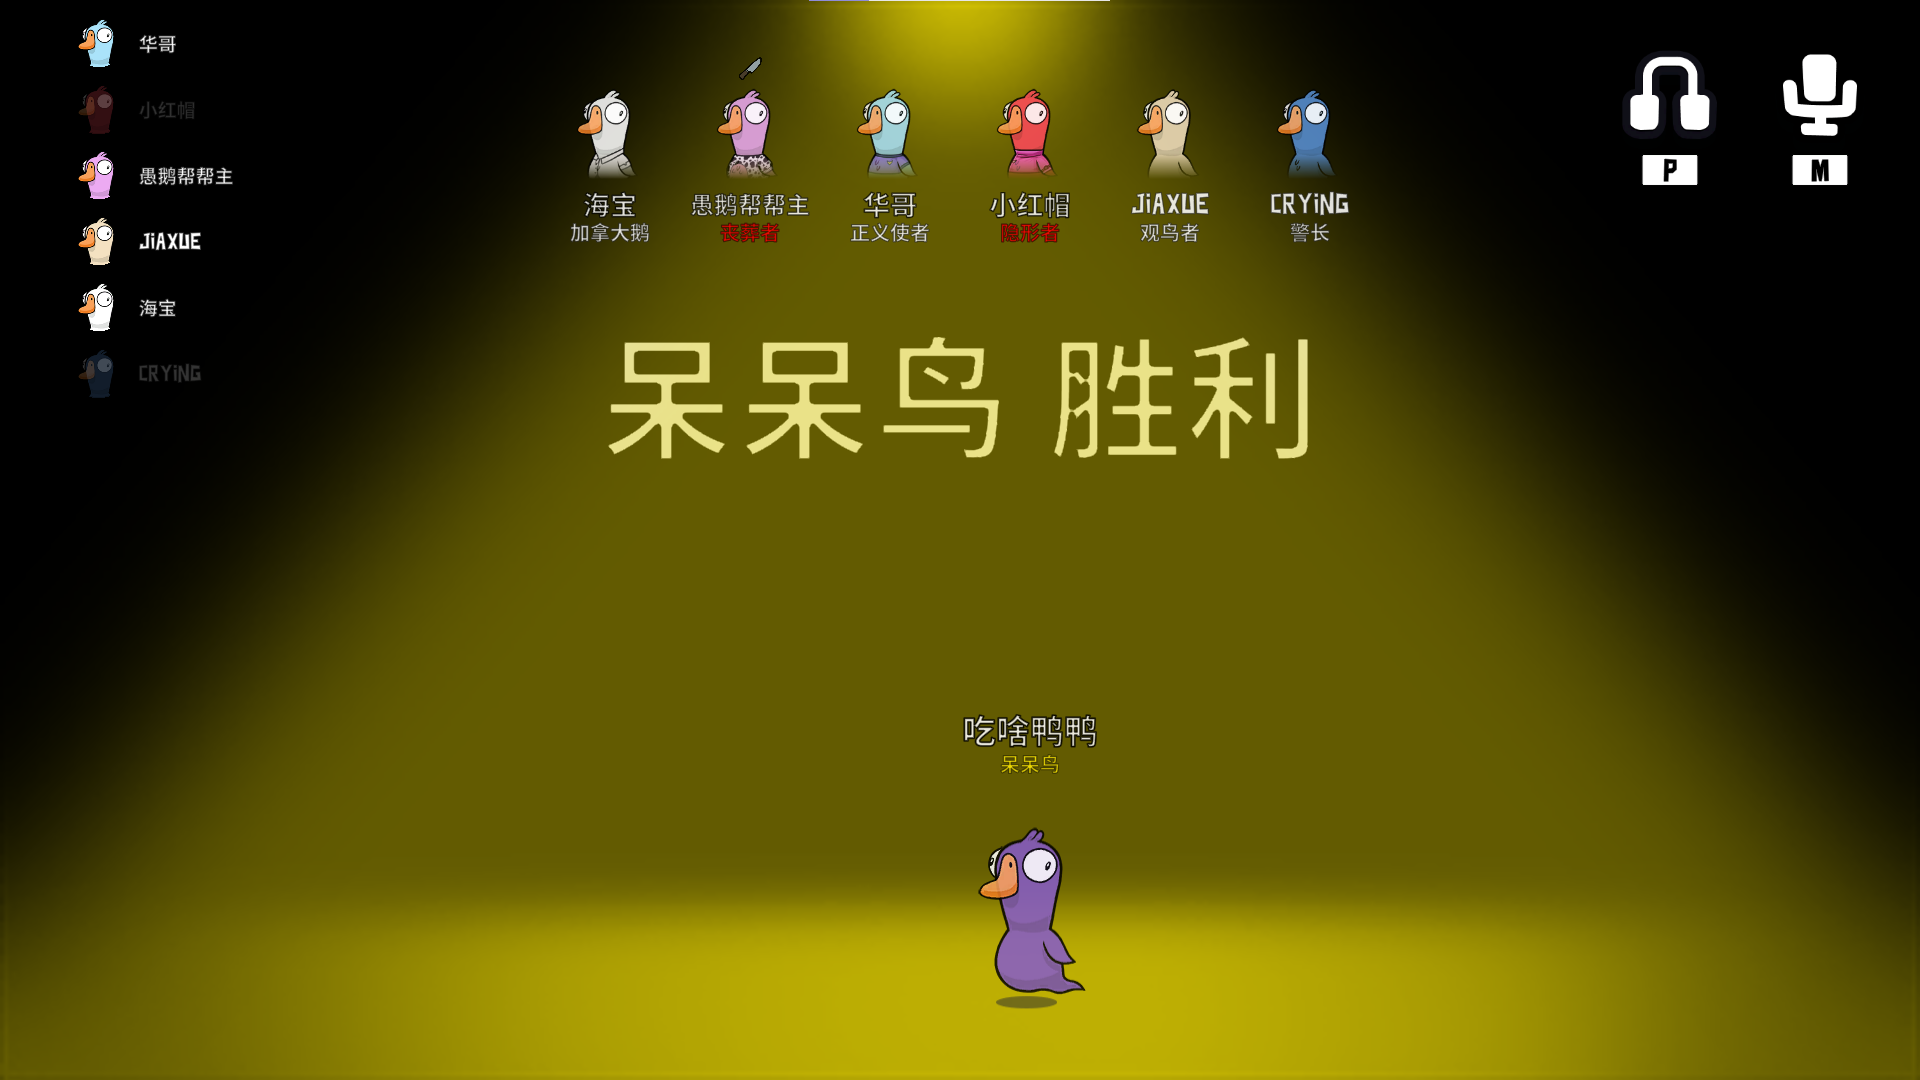 华哥
小红帽
愚鹅帮帮主
JiAXUE
海宝
CRYiNG
海宝
加拿大鹅
愚鹅帮帮主
丧葬者
华哥
正义使者
小红帽
隐形者
JiAXUE
观鸟者
CRYiNG
警长
P
M
呆呆鸟 胜利
吃啥鸭鸭
呆呆鸟